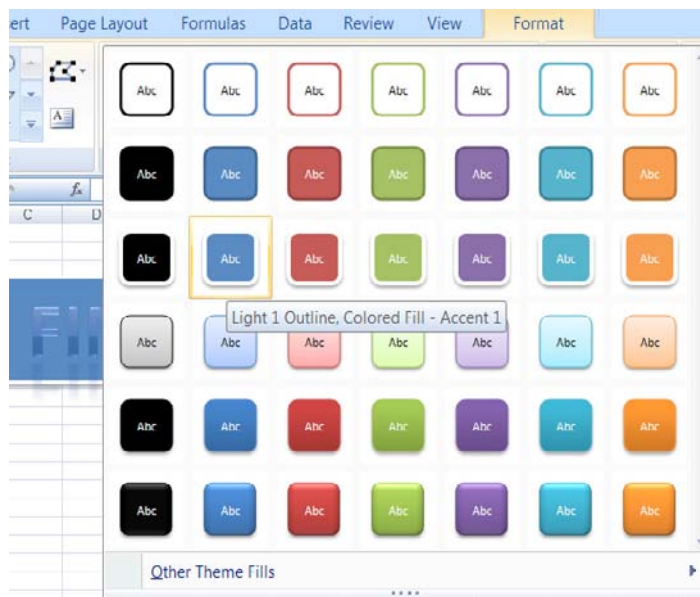 ert Page Layout Formulas Data Review View Format
A
fx
C D
Abc Abc Abc Abc Abc Abc Abc
Abc Abc Abc Abc Abc Abc Abc
Abc Abc Abc Abc Abc Abc Abc
FI
Light 1 Outline, Colored Fill - Accent 1
Abc Abc Abc Abc Abc Abc Abc
Abc Abc Abc Abc Abc Abc Abc
Abc Abc Abc Abc Abc Abc Abc
Other Theme Fills